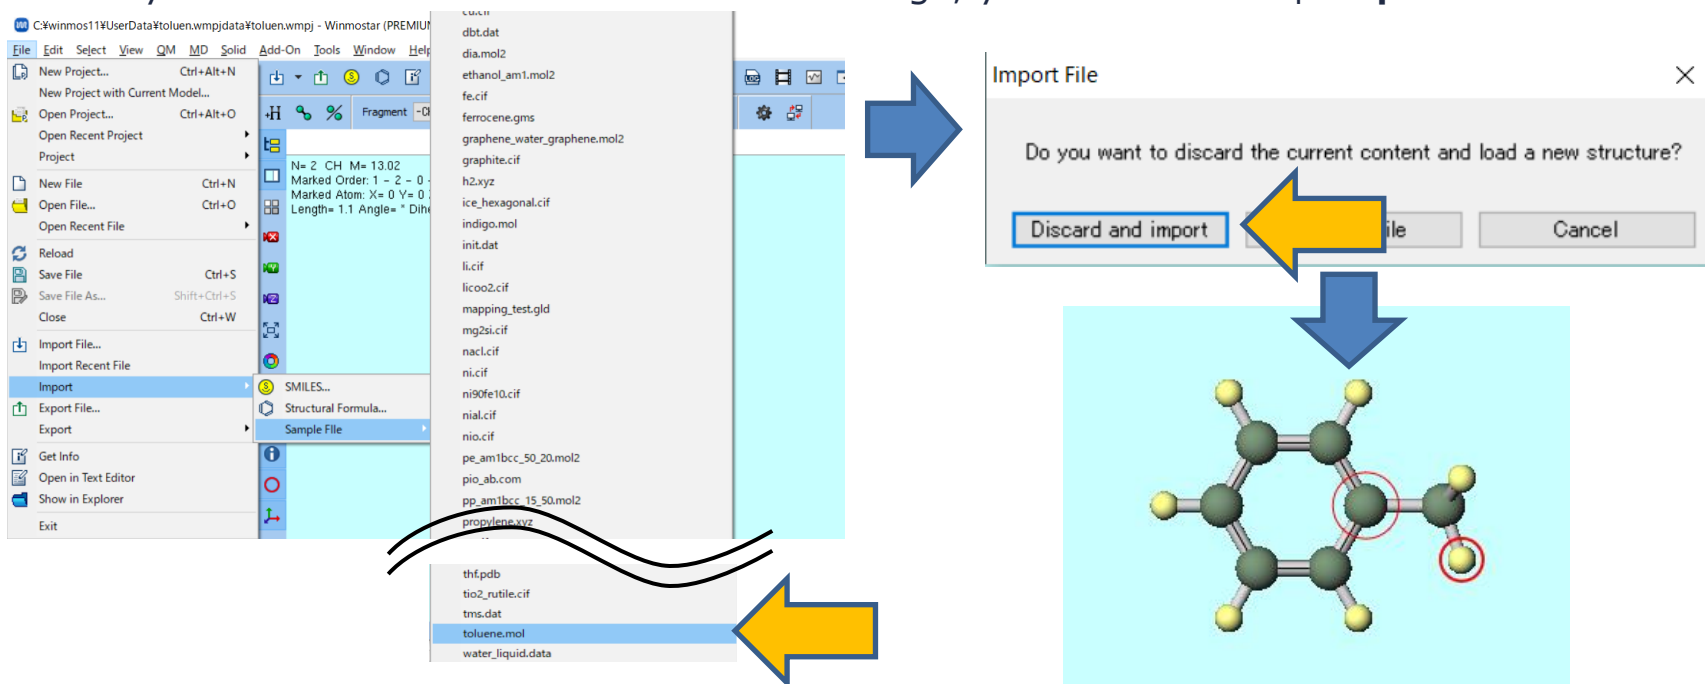 C:¥winmos11¥UserData¥toluen.wmpjdata¥toluen.wmpj - Winmostar (PREMIUM
File Edit Select View QM MD Solid Add-On Tools Window Help
New Project... Ctrl+Alt+N
New Project with Current Model...
Open Project... Ctrl+Alt+O
Open Recent Project
Project
New File Ctrl+N
Open File... Ctrl+O
Open Recent File
Reload
Save File Ctrl+S
Save File As... Shift+Ctrl+S
Close Ctrl+W
Import File...
Import Recent File
Import
Export File...
Export
Get Info
Open in Text Editor
Show in Explorer
Exit
SMILES...
Structural Formula...
Sample FIle
Fragment -CH
N= 2 CH M= 13.02
Marked Order: 1 - 2 - 0 -
Marked Atom: X= 0 Y= 0
Length= 1.1 Angle= * Dihe
cu.cif
dbt.dat
dia.mol2
ethanol_am1.mol2
fe.cif
ferrocene.gms
graphene_water_graphene.mol2
graphite.cif
h2.xyz
ice_hexagonal.cif
indigo.mol
init.dat
li.cif
licoo2.cif
mapping_test.gld
mg2si.cif
nacl.cif
ni.cif
ni90fe10.cif
nial.cif
nio.cif
pe_am1bcc_50_20.mol2
pio_ab.com
pp_am1bcc_15_50.mol2
propylene.xyz
thf.pdb
tio2_rutile.cif
tms.dat
toluene.mol
water_liquid.data
Import File
Do you want to discard the current content and load a new structure?
Discard and import
ile
Cancel